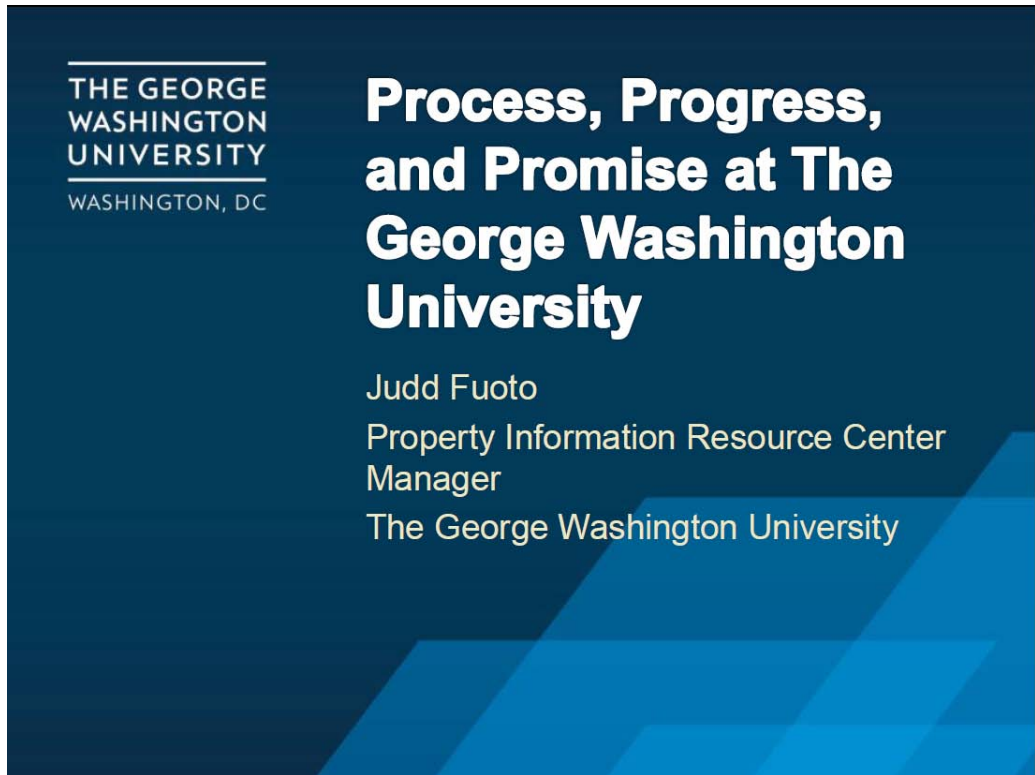 THE GEORGE
WASHINGTON
UNIVERSITY
WASHINGTON, DC
Process, Progress,
and Promise at The
George Washington
University
Judd Fuoto
Property Information Resource Center
Manager
The George Washington University